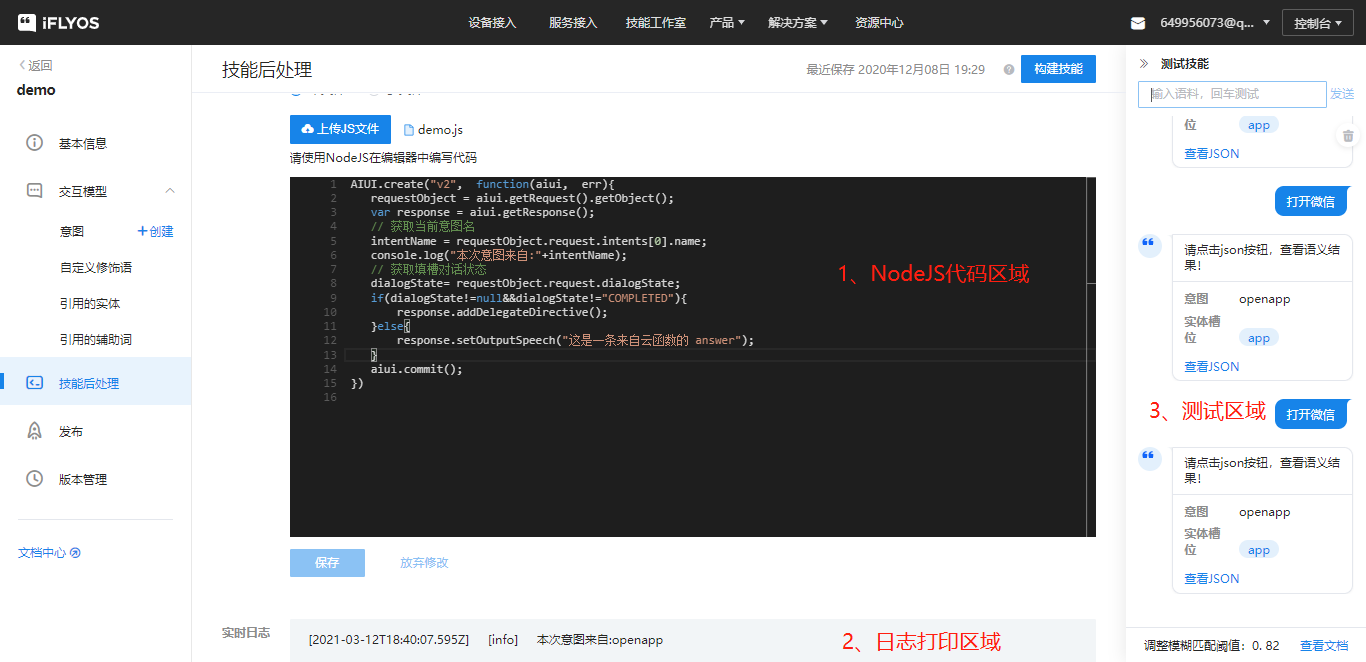 iFLYOS
设备接入
服务接入
技能工作室
产品
解决方案
资源中心
649956073@q...
控制台
返回
demo
基本信息
交互模型
意图
+创建
自定义修饰语
引用的实体
引用的辅助词
技能后处理
发布
版本管理
文档中心
技能后处理
最近保存 2020年12月08日 19:29
构建技能
上传JS文件
demo.js
请使用NodeJS在编辑器中编写代码
1 AIUI.create("v2", function(aiui, err){
2 requestObject = aiui.getRequest().getObject();
3 var response = aiui.getResponse();
4 // 获取当前意图名
5 intentName = requestObject.request.intents[0].name;
6 console.log("本次意图来自:"+intentName);
7 // 获取填槽对话状态
8 dialogState= requestObject.request.dialogState;
9 if(dialogState!=null&&dialogState!="COMPLETED"){
10 response.addDelegateDirective();
11 }else{
12 response.setOutputSpeech("这是一条来自云函数的 answer");
13 }
14 aiui.commit();
15 })
16
1、NodeJS代码区域
保存
放弃修改
实时日志
[2021-03-12T18:40:07.595Z] [info] 本次意图来自:openapp
2、日志打印区域
测试技能
输入语料，回车测试
发送
位
app
查看JSON
打开微信
请点击json按钮，查看语义结
果!
意图
openapp
实体槽
位
app
查看JSON
3、测试区域
打开微信
请点击json按钮，查看语义结
果!
意图
openapp
实体槽
位
app
查看JSON
调整模糊匹配阈值: 0.82
查看文档